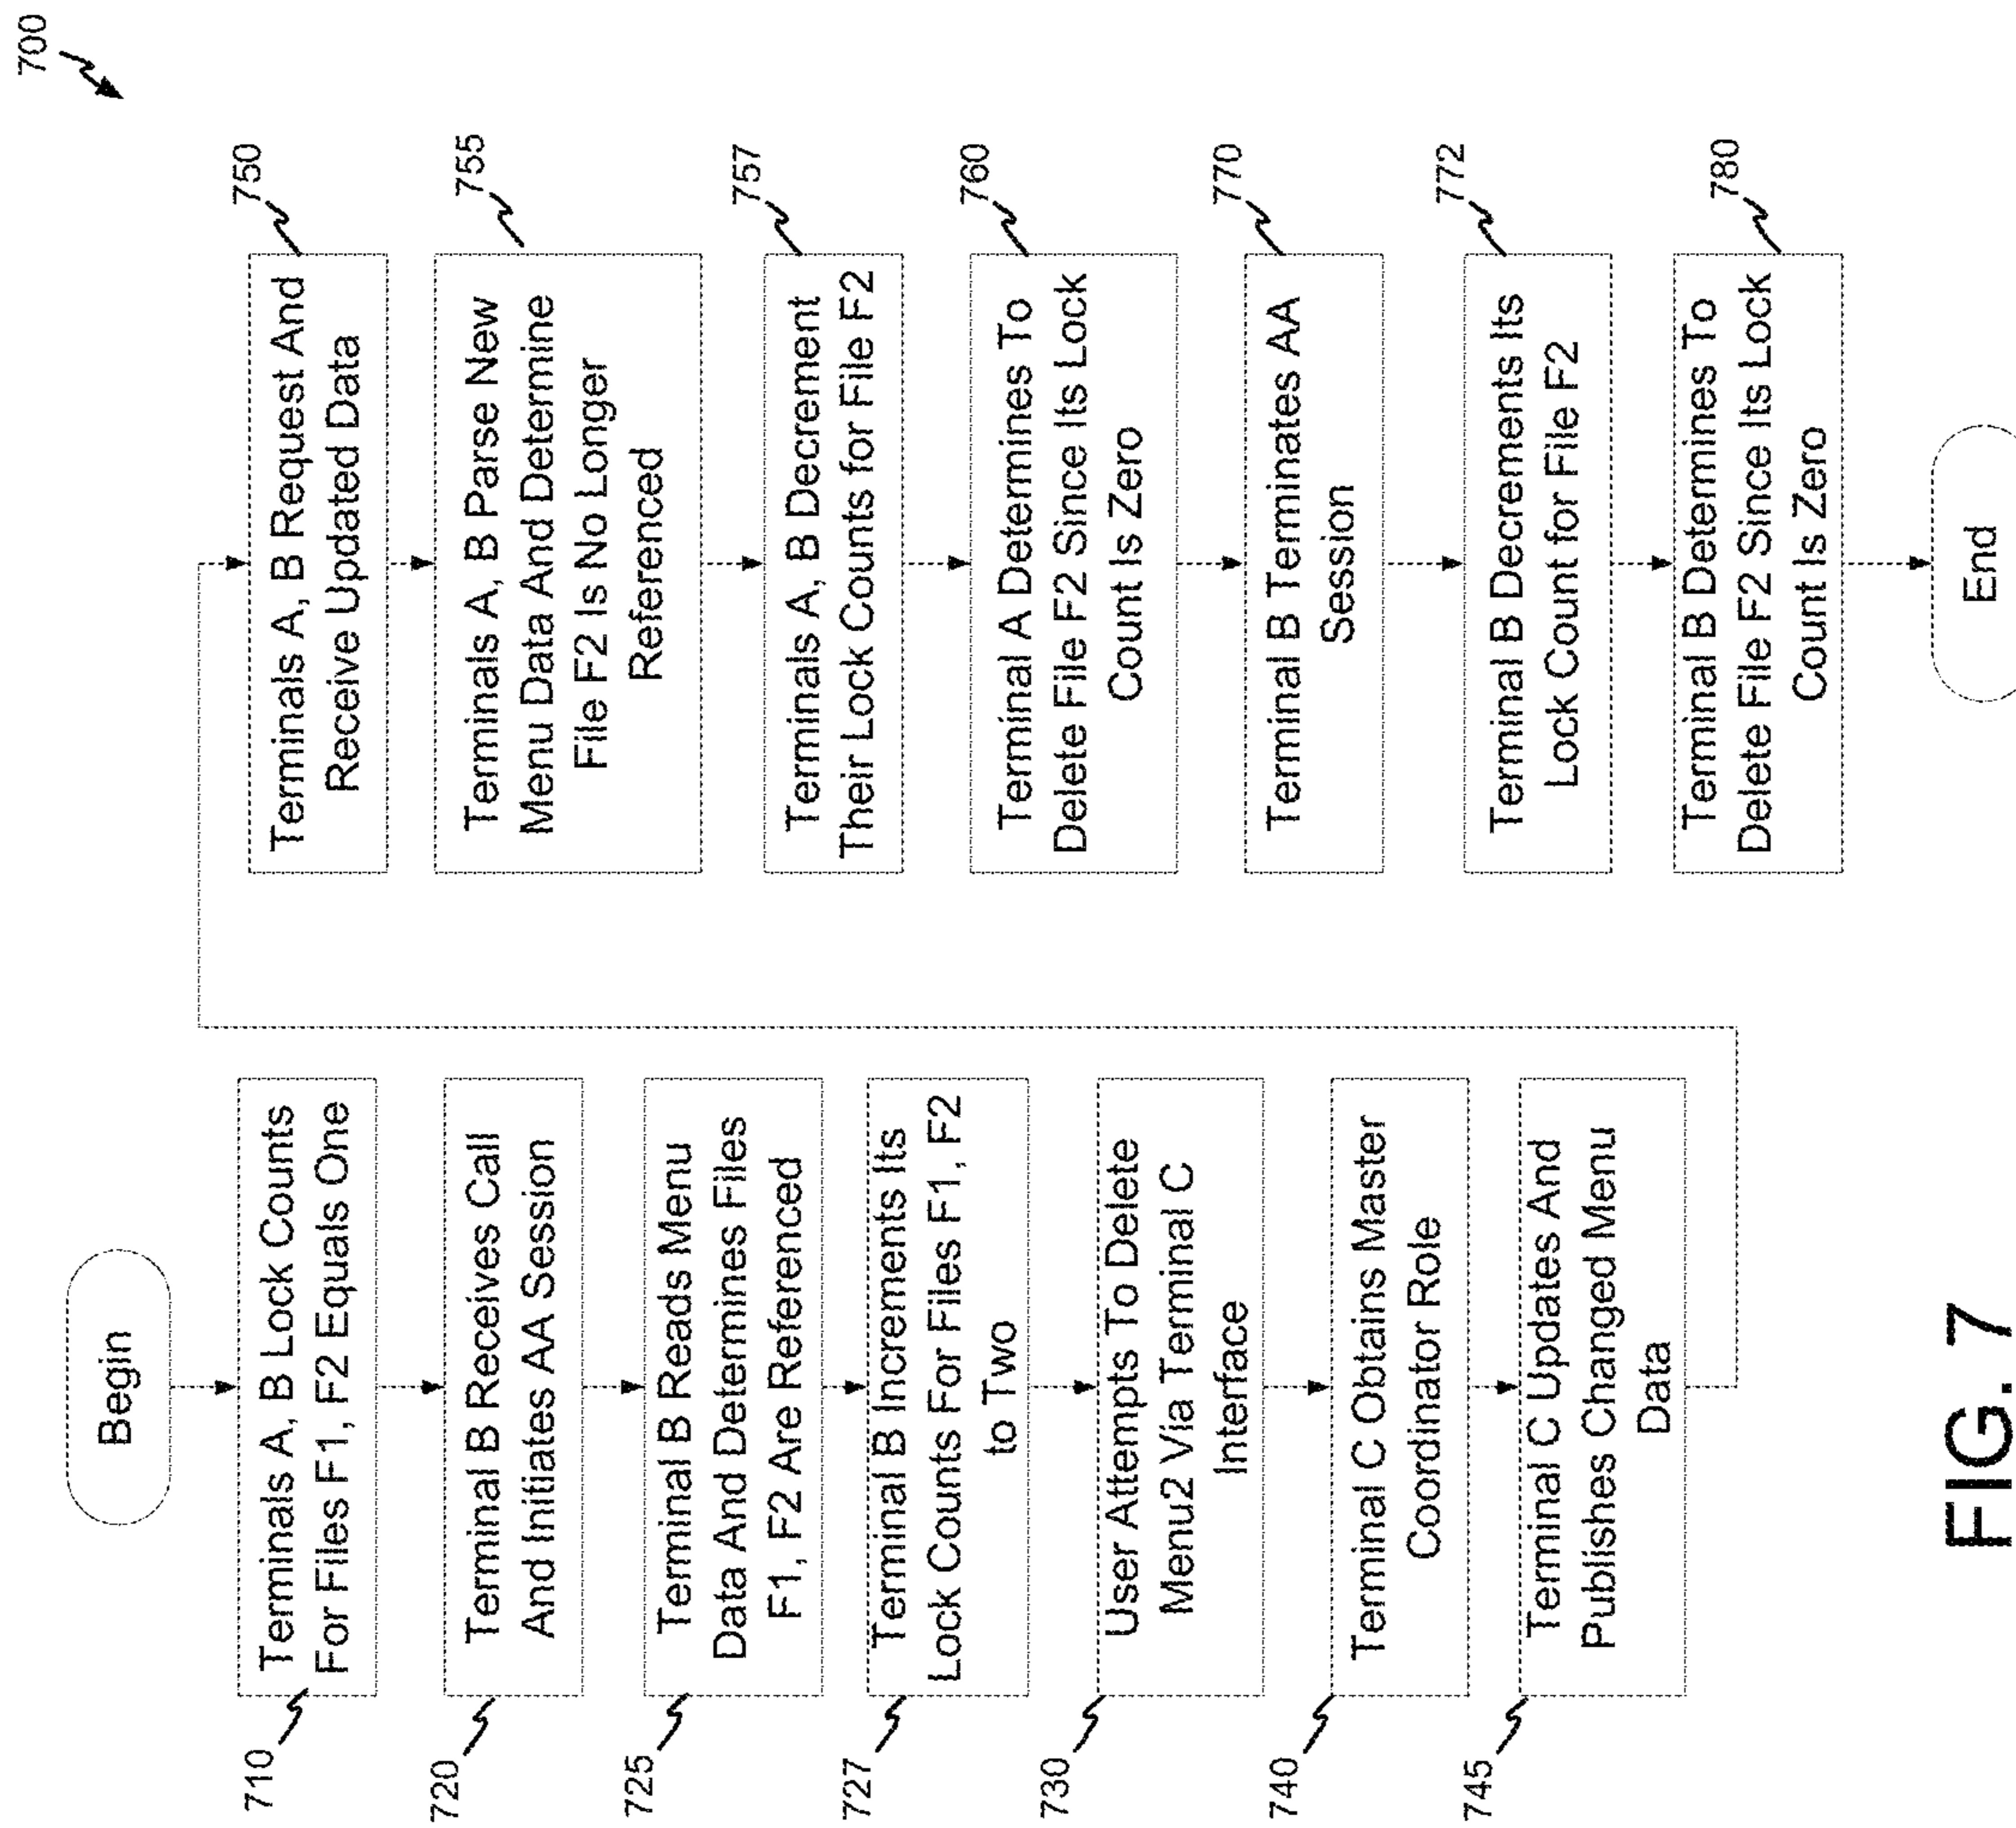 700
Begin
710
Terminals A, B Lock Counts
For Files F1, F2 Equals One
720
Terminal B Receives Call
And Initiates AA Session
725
Terminal B Reads Menu
Data And Determines Files
F1, F2 Are Referenced
727
Terminal B Increments Its
Lock Counts For Files F1, F2
to Two
730
User Attempts To Delete
Menu2 Via Terminal C
Interface
740
Terminal C Obtains Master
Coordinator Role
745
Terminal C Updates And
Publishes Changed Menu
Data
750
Terminals A, B Request And
Receive Updated Data
755
Terminals A, B Parse New
Menu Data And Determine
File F2 Is No Longer
Referenced
757
Terminals A, B Decrement
Their Lock Counts for File F2
760
Terminal A Determines To
Delete File F2 Since Its Lock
Count Is Zero
770
Terminal B Terminates AA
Session
772
Terminal B Decrements Its
Lock Count for File F2
780
Terminal B Determines To
Delete File F2 Since Its Lock
Count Is Zero
End
FIG. 7